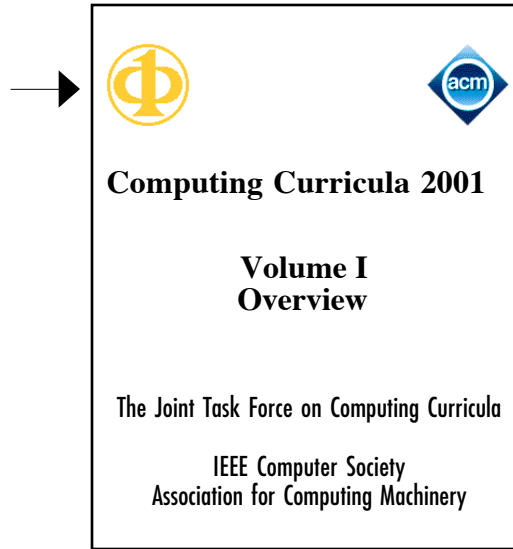 acm
Computing Curricula 2001
Volume I
Overview
The Joint Task Force on Computing Curricula
IEEE Computer Society
Association for Computing Machinery